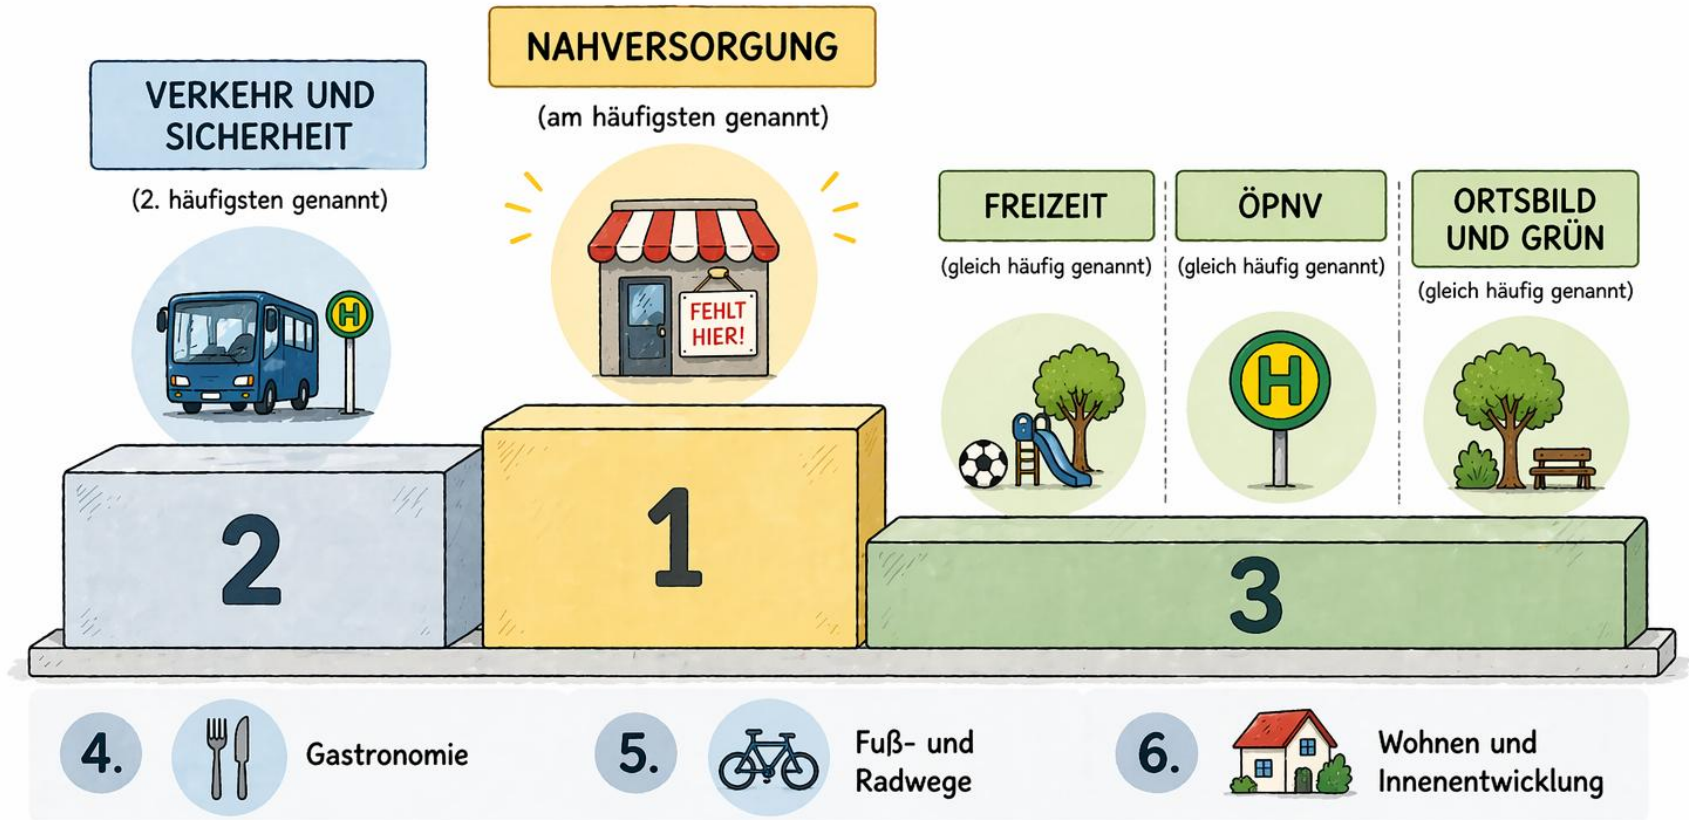 NAHVERSORGUNG
(am häufigsten genannt)
VERKEHR UND
SICHERHEIT
(2. häufigsten genannt)
H
FEHLT
HIER!
FREIZEIT
(gleich häufig genannt)
ÖPNV
(gleich häufig genannt)
H
ORTSBILD
UND GRÜN
(gleich häufig genannt)
2
1
3
4.
Gastronomie
5.
Fuß- und
Radwege
6.
Wohnen und
Innenentwicklung